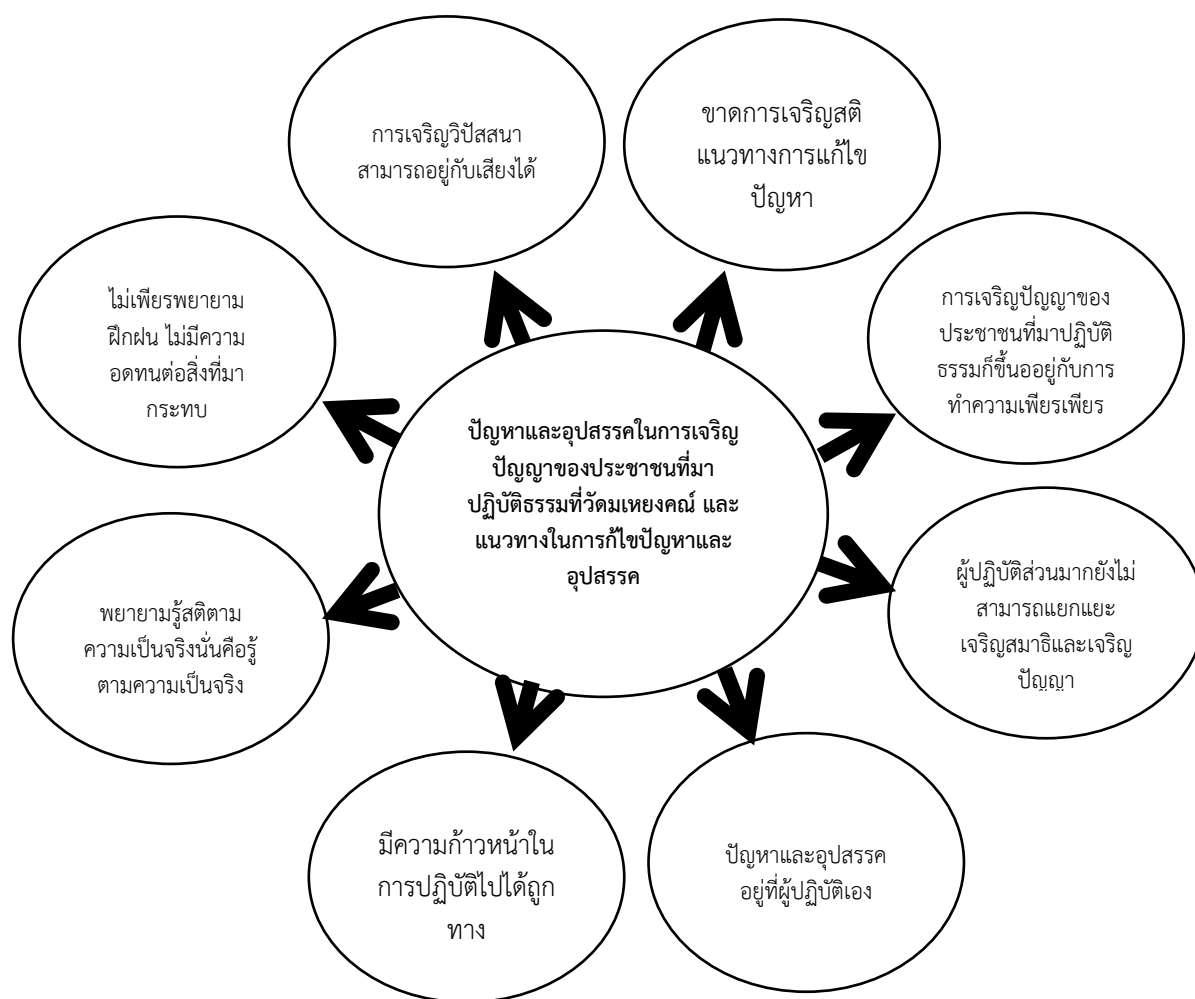 การเจริญวิปัสสนา
สามารถอยู่กับเสียงได้
ขาดการเจริญสติ
แนวทางการแก้ไข
ปัญหา
ไม่เพียรพยายาม
ฝึกฝน ไม่มีความ
อดทนต่อสิ่งที่มา
กระทบ
การเจริญปัญญาของ
ประชาชนที่มาปฏิบัติ
ธรรมก็ขึ้นออยู่กับการ
ทำความเพียรเพียร
ปัญหาและอุปสรรคในการเจริญ
ปัญญาของประชาชนที่มา
ปฏิบัติธรรมที่วัดมเหยงคณ์ และ
แนวทางในการก้ไขปัญหาและ
อุปสรรค
พยายามรู้สติตาม
ความเป็นจริงนั่นคือรู้
ตามความเป็นจริง
ผู้ปฏิบัติส่วนมากยังไม่
สามารถแยกแยะ
เจริญสมาธิและเจริญ
ปัญญา
มีความก้าวหน้าใน
การปฏิบัติไปได้ถูก
ทาง
ปัญหาและอุปสรรค
อยู่ที่ผู้ปฏิบัติเอง